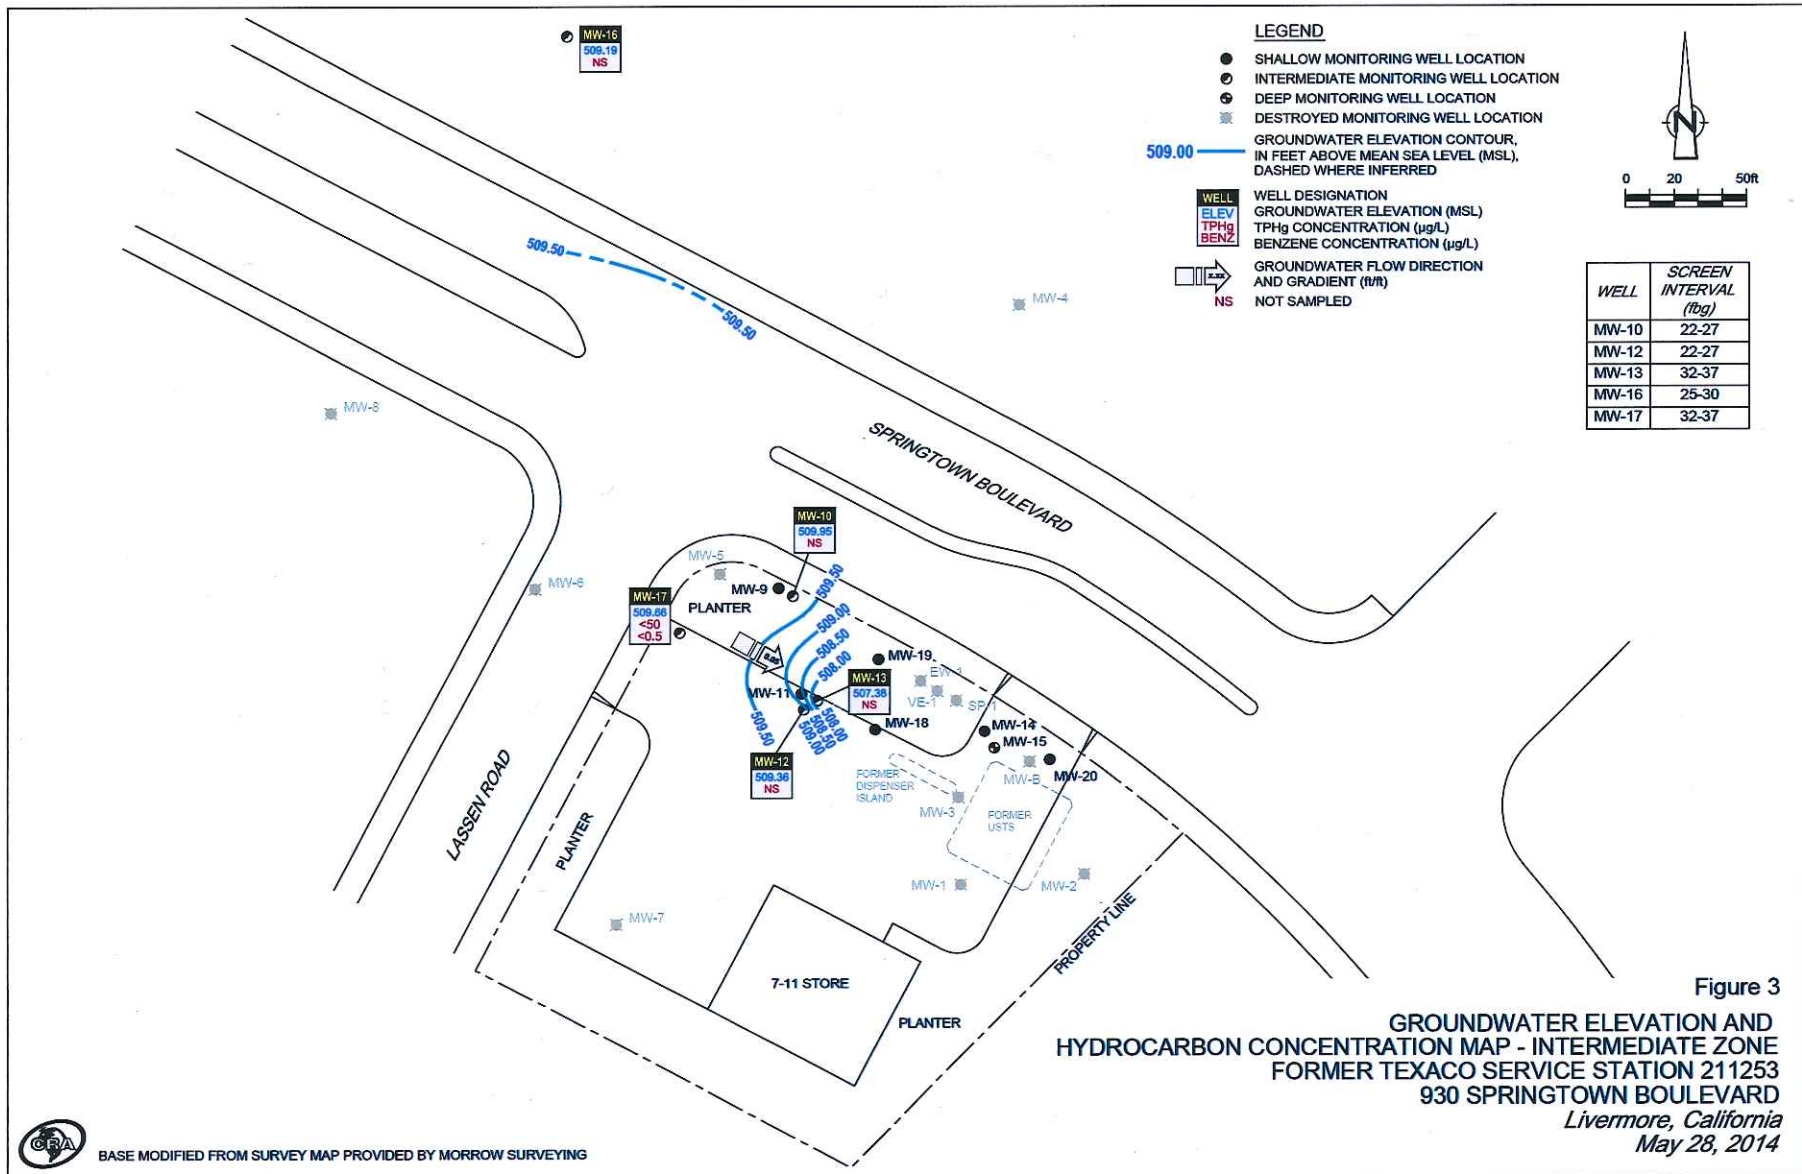 MW-16
509.19
NS
LEGEND
SHALLOW MONITORING WELL LOCATION
INTERMEDIATE MONITORING WELL LOCATION
DEEP MONITORING WELL LOCATION
DESTROYED MONITORING WELL LOCATION
509.00
GROUNDWATER ELEVATION CONTOUR,
IN FEET ABOVE MEAN SEA LEVEL (MSL),
DASHED WHERE INFERRED
WELL
ELEV
TPHg
BENZ
WELL DESIGNATION
GROUNDWATER ELEVATION (MSL)
TPHg CONCENTRATION (µg/L)
BENZENE CONCENTRATION (µg/L)
X.XX
GROUNDWATER FLOW DIRECTION
AND GRADIENT (ft/ft)
NS NOT SAMPLED
N
0 20 50ft
WELL SCREEN INTERVAL (fbg)
MW-10 22-27
MW-12 22-27
MW-13 32-37
MW-16 25-30
MW-17 32-37
509.50
509.50
MW-4
MW-8
SPRINGTOWN BOULEVARD
MW-10
509.95
NS
MW-5
MW-6
MW-9
MW-17
509.66
<50
<0.5
PLANTER
509.50
509.00
508.50
508.00
0.05
MW-19
EW-1
MW-13
507.38
NS
MW-11
VE-1
SP-1
509.50
508.00
508.50
509.00
MW-18
MW-14
MW-15
MW-12
509.36
NS
MW-B
MW-20
FORMER
DISPENSER
ISLAND
MW-3
FORMER
USTS
LASSEN ROAD
PLANTER
MW-1
MW-2
MW-7
PROPERTY LINE
7-11 STORE
PLANTER
Figure 3
GROUNDWATER ELEVATION AND
HYDROCARBON CONCENTRATION MAP - INTERMEDIATE ZONE
FORMER TEXACO SERVICE STATION 211253
930 SPRINGTOWN BOULEVARD
Livermore, California
May 28, 2014
CRA
BASE MODIFIED FROM SURVEY MAP PROVIDED BY MORROW SURVEYING